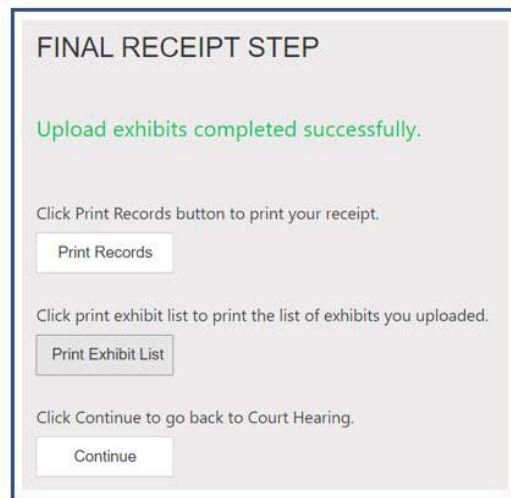 FINAL RECEIPT STEP
Upload exhibits completed successfully.
Click Print Records button to print your receipt.
Print Records
Click print exhibit list to print the list of exhibits you uploaded.
Print Exhibit List
Click Continue to go back to Court Hearing.
Continue